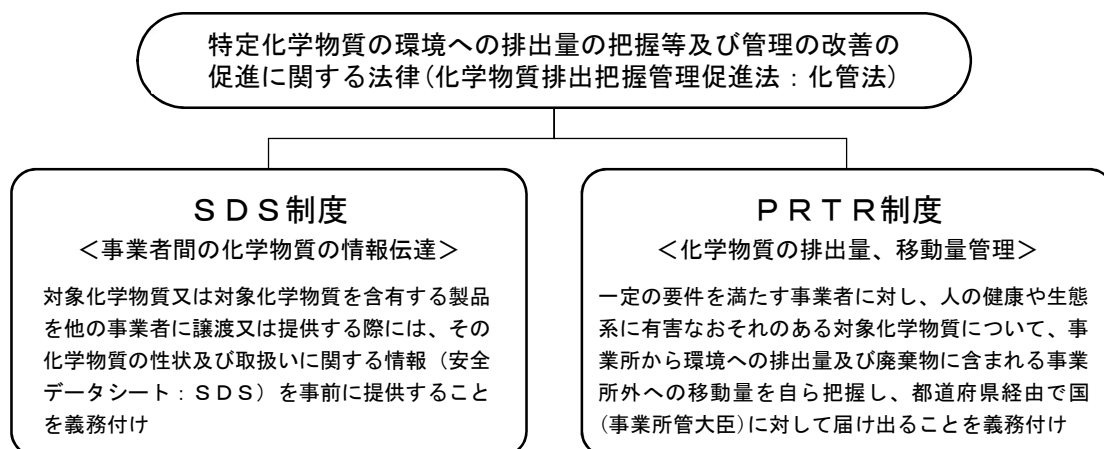 特定化学物質の環境への排出量の把握等及び管理の改善の
促進に関する法律(化学物質排出把握管理促進法：化管法)
ＳＤＳ制度
＜事業者間の化学物質の情報伝達＞
対象化学物質又は対象化学物質を含有する製品
を他の事業者に譲渡又は提供する際には、その
化学物質の性状及び取扱いに関する情報（安全
データシート：ＳＤＳ）を事前に提供すること
を義務付け
ＰＲＴＲ制度
＜化学物質の排出量、移動量管理＞
一定の要件を満たす事業者に対し、人の健康や生態
系に有害なおそれのある対象化学物質について、事
業所から環境への排出量及び廃棄物に含まれる事業
所外への移動量を自ら把握し、都道府県経由で国
(事業所管大臣)に対して届け出ることを義務付け